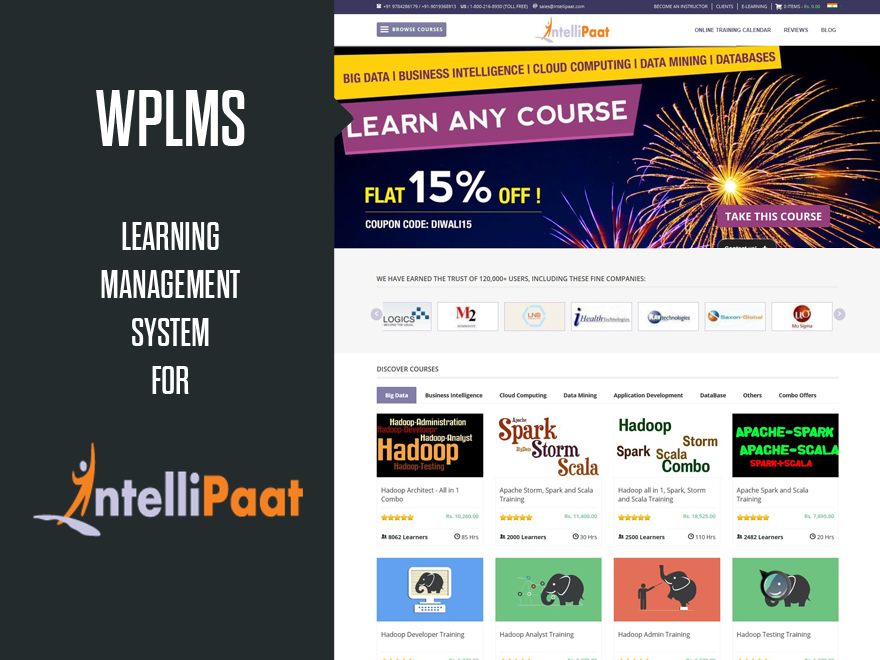 WPLMS
LEARNING
MANAGEMENT
SYSTEM
FOR
IntelliPaat
+91 9784286179 / +91-9019368913 US : 1-800-216-8930 (TOLL FREE) sales@intellipaat.com
BECOME AN INSTRUCTOR | CLIENTS | E-LEARNING | 0 ITEMS - Rs. 0.00
BROWSE COURSES
IntelliPaat
ONLINE TRAINING CALENDAR REVIEWS BLOG
BIG DATA | BUSINESS INTELLIGENCE | CLOUD COMPUTING | DATA MINING | DATABASES
LEARN ANY COURSE
FLAT 15% OFF !
COUPON CODE: DIWALI15
TAKE THIS COURSE
WE HAVE EARNED THE TRUST OF 120,000+ USERS, INCLUDING THESE FINE COMPANIES:
LOGICS M2 LNB iHealthTechnologies technologies Saxon-Global Mu Sigma
DISCOVER COURSES
Big Data Business Intelligence Cloud Computing Data Mining Application Development DataBase Others Combo Offers
Hadoop-Administration
Hadoop-Developer
Hadoop-Analyst
Hadoop
Hadoop-Testing
Apache
Spark
BigData
Storm
Scala
Hadoop
Storm
Spark Scala
Combo
APACHE-SPARK
APACHE-SCALA
SPARK+SCALA
Hadoop Architect - All in 1
Combo
Rs. 10,260.00
8062 Learners 85 Hrs
Apache Storm, Spark and Scala
Training
Rs. 11,400.00
2000 Learners 30 Hrs
Hadoop all in 1, Spark, Storm
and Scala Training
Rs. 18,525.00
2500 Learners 110 Hrs
Apache Spark and Scala
Training
Rs. 7,695.00
2482 Learners 20 Hrs
Hadoop Developer Training
Hadoop Analyst Training
Hadoop Admin Training
Hadoop Testing Training